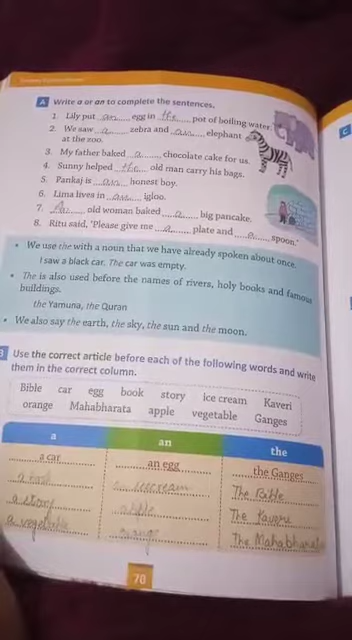 A Write a or an to complete the sentences.
1. Lily put an egg in the pot of boiling water.
2. We saw a zebra and an elephant
at the zoo.
3. My father baked a chocolate cake for us.
4. Sunny helped the old man carry his bags.
5. Pankaj is an honest boy.
6. Lima lives in an igloo.
7. An old woman baked a big pancake.
8. Ritu said, 'Please give me a plate and a spoon.'
C
• We use the with a noun that we have already spoken about once.
I saw a black car. The car was empty.
• The is also used before the names of rivers, holy books and famous
buildings.
the Yamuna, the Quran
• We also say the earth, the sky, the sun and the moon.
B Use the correct article before each of the following words and write
them in the correct column.
Bible car egg book story ice cream Kaveri
orange Mahabharata apple vegetable Ganges
a an the
a car an egg the Ganges
a book icecream The Bible
a story apple The Kaveri
a vegetable orange The Mahabharata
70